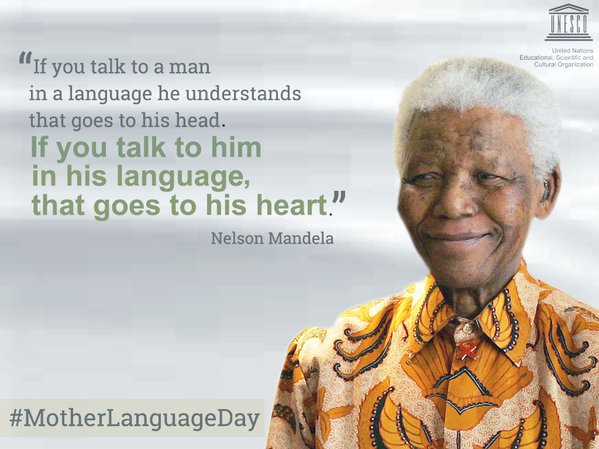 UNESCO
United Nations
Educational, Scientific and
Cultural Organization
“If you talk to a man
in a language he understands
that goes to his head.
If you talk to him
in his language,
that goes to his heart.”
Nelson Mandela
#MotherLanguageDay